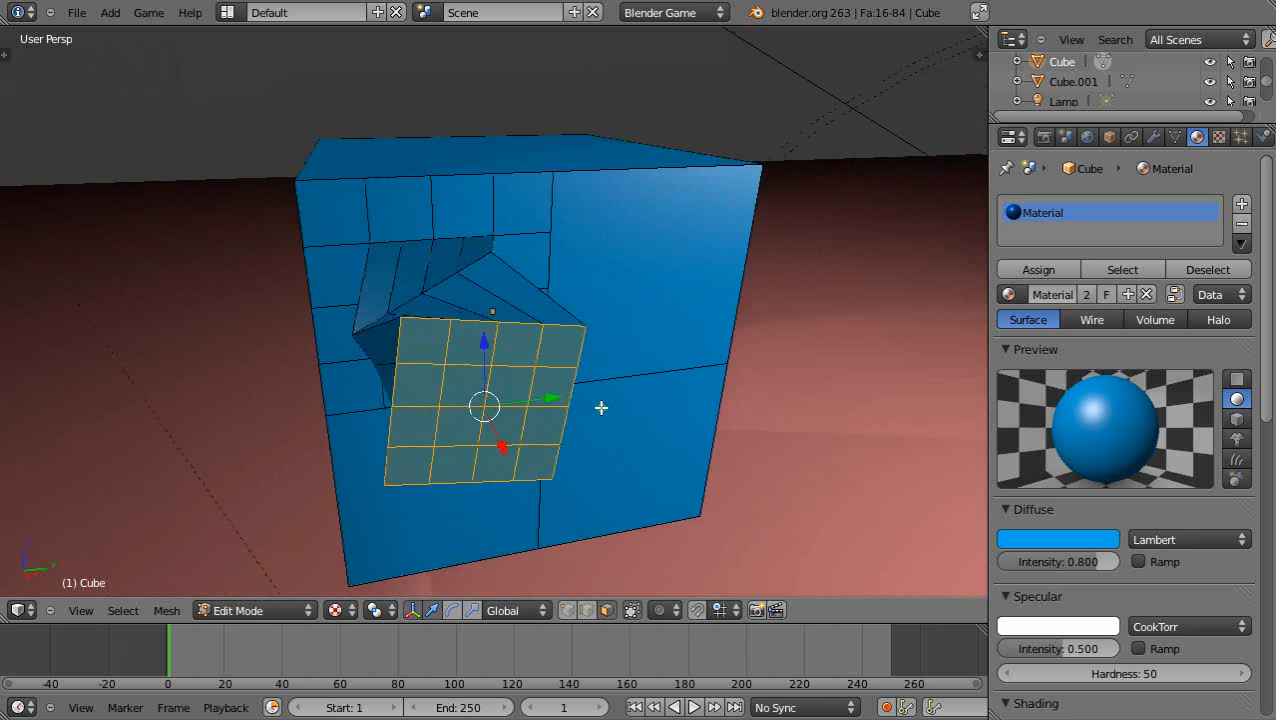 File Add Game Help Default Scene Blender Game blender.org 263 | Fa:16-84 | Cube
User Persp
View Search All Scenes
Cube
Cube.001
Lamp
Cube Material
Material
Assign Select Deselect
Material 2 F Data
Surface Wire Volume Halo
Preview
Diffuse
Lambert
Intensity: 0.800 Ramp
Specular
CookTorr
Intensity: 0.500 Ramp
Hardness: 50
Shading
(1) Cube
View Select Mesh Edit Mode Global
-40 -20 0 20 40 60 80 100 120 140 160 180 200 220 240 260
View Marker Frame Playback Start: 1 End: 250 1 No Sync